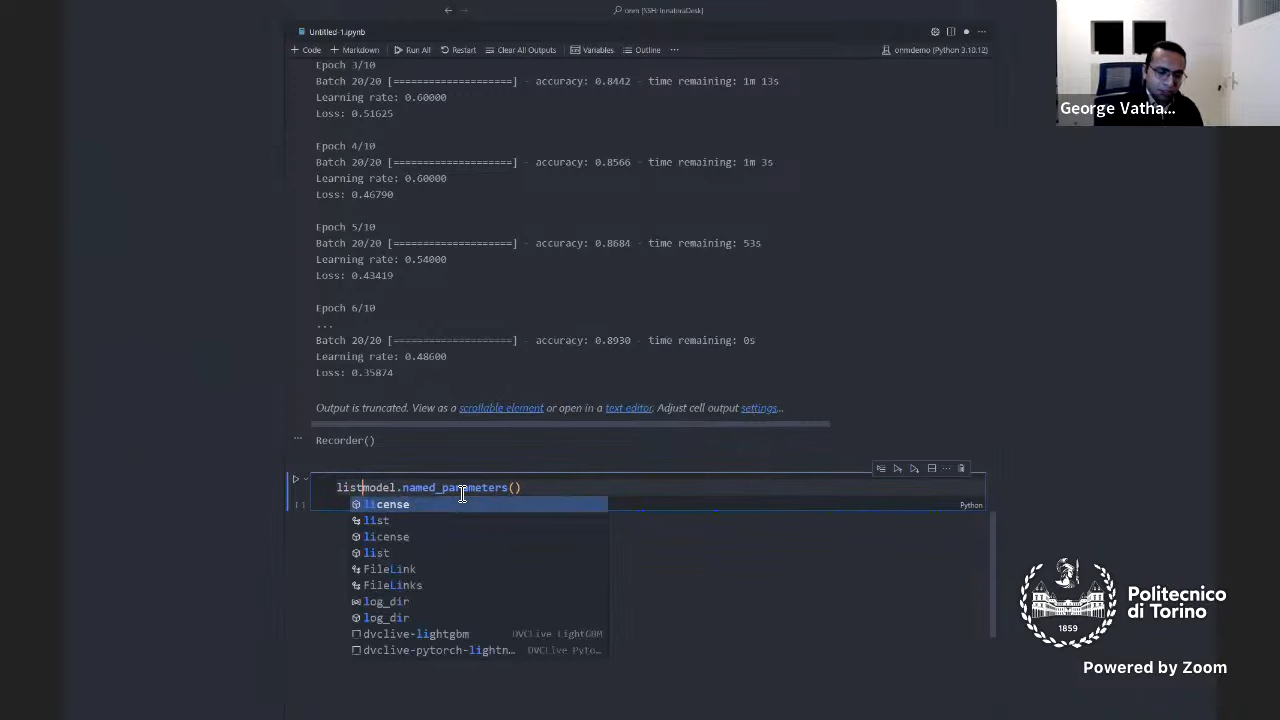 onm [SSH: InnateraDesk]
Untitled-1.ipynb
Code Markdown Run All Restart Clear All Outputs Variables Outline ... onmdemo (Python 3.10.12)
Epoch 3/10
Batch 20/20 [====================] - accuracy: 0.8442 - time remaining: 1m 13s
Learning rate: 0.60000
Loss: 0.51625
Epoch 4/10
Batch 20/20 [====================] - accuracy: 0.8566 - time remaining: 1m 3s
Learning rate: 0.60000
Loss: 0.46790
Epoch 5/10
Batch 20/20 [====================] - accuracy: 0.8684 - time remaining: 53s
Learning rate: 0.54000
Loss: 0.43419
Epoch 6/10
...
Batch 20/20 [====================] - accuracy: 0.8930 - time remaining: 0s
Learning rate: 0.48600
Loss: 0.35874
Output is truncated. View as a scrollable element or open in a text editor. Adjust cell output settings...
Recorder()
listmodel.named_parameters()
[ ] Python
license
list
license
list
FileLink
FileLinks
log_dir
log_dir
dvclive-lightgbm DVCLive LightGBM
dvclive-pytorch-lightn... DVCLive PyTo...
George Vatha...
Politecnico
di Torino
1859
Powered by Zoom